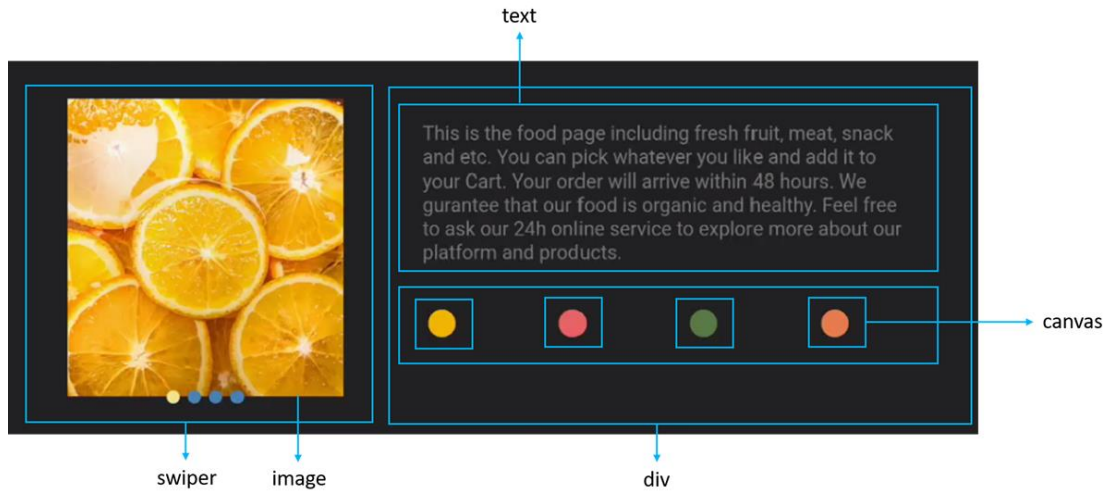 text
This is the food page including fresh fruit, meat, snack
and etc. You can pick whatever you like and add it to
your Cart. Your order will arrive within 48 hours. We
gurantee that our food is organic and healthy. Feel free
to ask our 24h online service to explore more about our
platform and products.
canvas
swiper
image
div